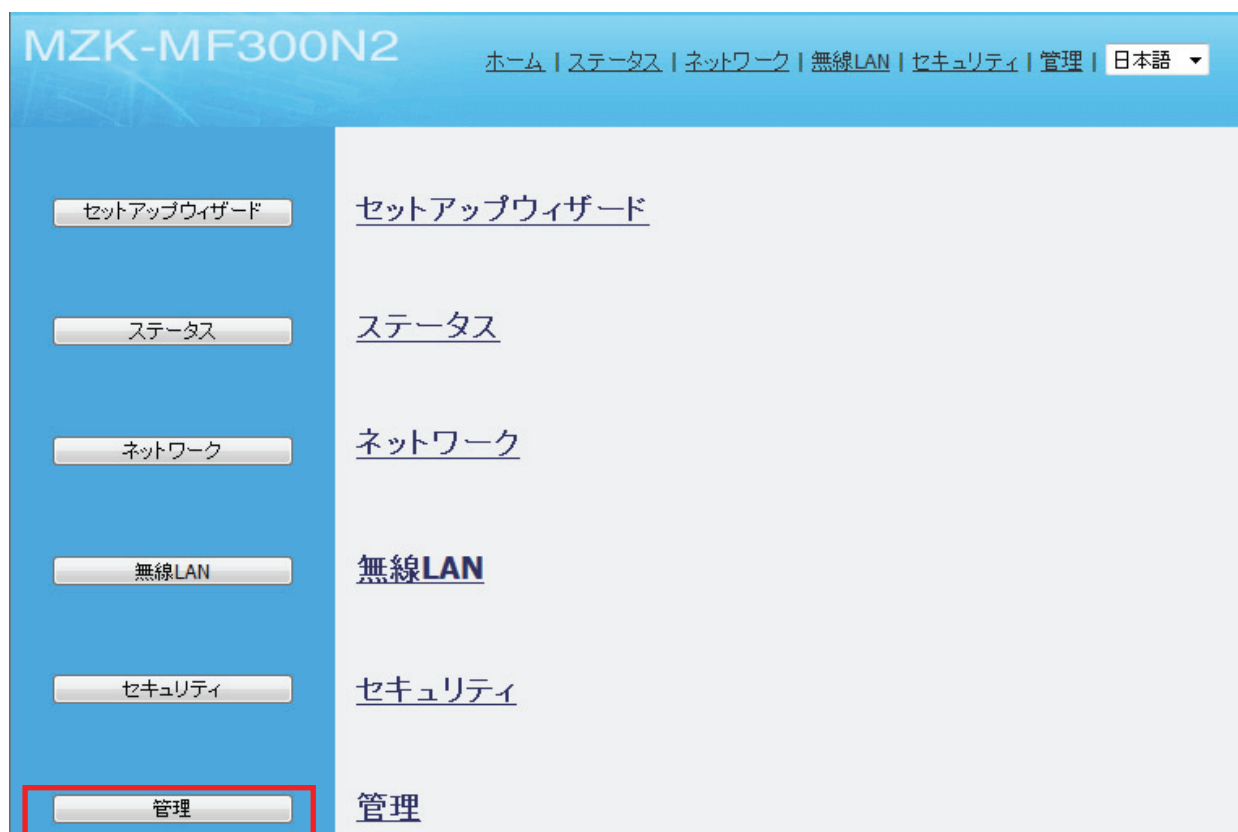 MZK-MF300N2
ホーム | ステータス | ネットワーク | 無線LAN | セキュリティ | 管理 | 日本語
セットアップウィザード セットアップウィザード
ステータス ステータス
ネットワーク ネットワーク
無線LAN 無線LAN
セキュリティ セキュリティ
管理 管理